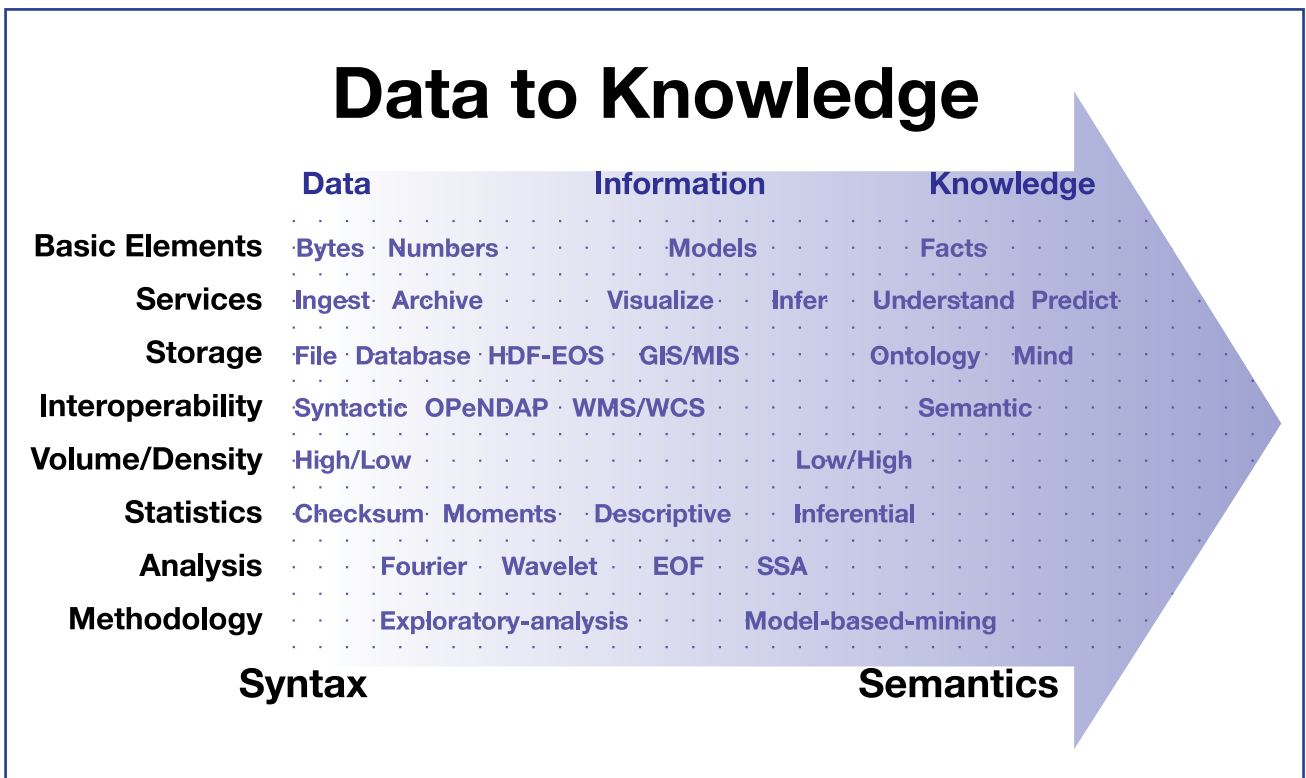 Data to Knowledge
Data Information Knowledge
Basic Elements Bytes Numbers Models Facts
Services Ingest Archive Visualize Infer Understand Predict
Storage File Database HDF-EOS GIS/MIS Ontology Mind
Interoperability Syntactic OPeNDAP WMS/WCS Semantic
Volume/Density High/Low Low/High
Statistics Checksum Moments Descriptive Inferential
Analysis Fourier Wavelet EOF SSA
Methodology Exploratory-analysis Model-based-mining
Syntax Semantics